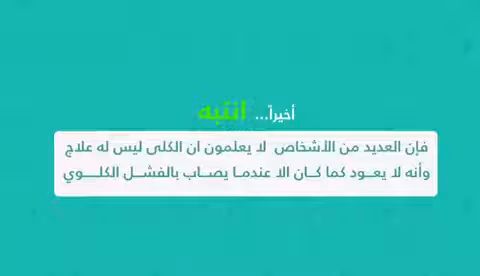 أخيراً... انتبه
فإن العديد من الأشخاص لا يعلمون ان الكلى ليس له علاج
وأنه لا يعـود كما كـان الا عندمـا يصـاب بالفشـل الكلـوي